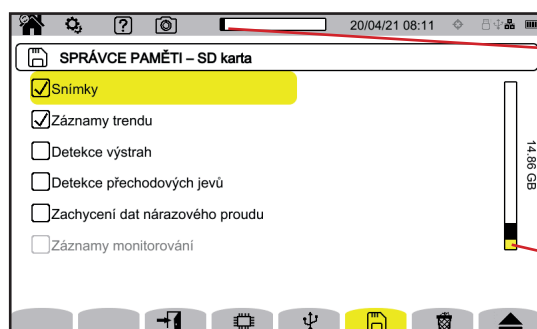 20/04/21 08:11
SPRÁVCE PAMĚTI – SD karta
Snímky
Záznamy trendu
Detekce výstrah
Detekce přechodových jevů
Zachycení dat nárazového proudu
Záznamy monitorování
14.86 GB